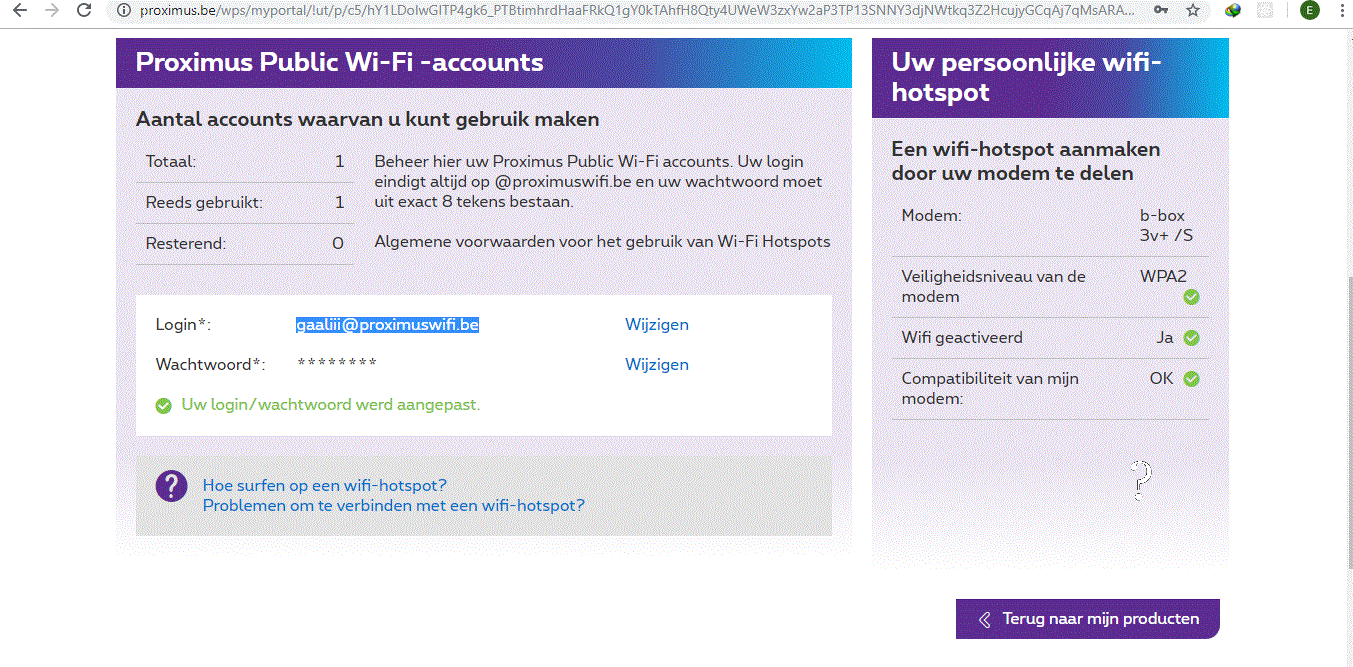 proximus.be/wps/myportal/!ut/p/c5/hY1LDoIwGITP4gk6_PTBtimhrdHaaFRkQ1gY0kTAhfH8Qty4UWeW3zxYw2aP3TP13SNNY3djNWtkq3Z2HcujyGCqAj7qMsARA...
E
Proximus Public Wi-Fi -accounts
Aantal accounts waarvan u kunt gebruik maken
Totaal: 1
Reeds gebruikt: 1
Resterend: 0
Beheer hier uw Proximus Public Wi-Fi accounts. Uw login
eindigt altijd op @proximuswifi.be en uw wachtwoord moet
uit exact 8 tekens bestaan.
Algemene voorwaarden voor het gebruik van Wi-Fi Hotspots
Login*: gaaliii@proximuswifi.be Wijzigen
Wachtwoord*: ******** Wijzigen
Uw login/wachtwoord werd aangepast.
?
Hoe surfen op een wifi-hotspot?
Problemen om te verbinden met een wifi-hotspot?
Uw persoonlijke wifi-
hotspot
Een wifi-hotspot aanmaken
door uw modem te delen
Modem: b-box
3v+ /S
Veiligheidsniveau van de WPA2
modem
Wifi geactiveerd Ja
Compatibiliteit van mijn OK
modem:
?
Terug naar mijn producten